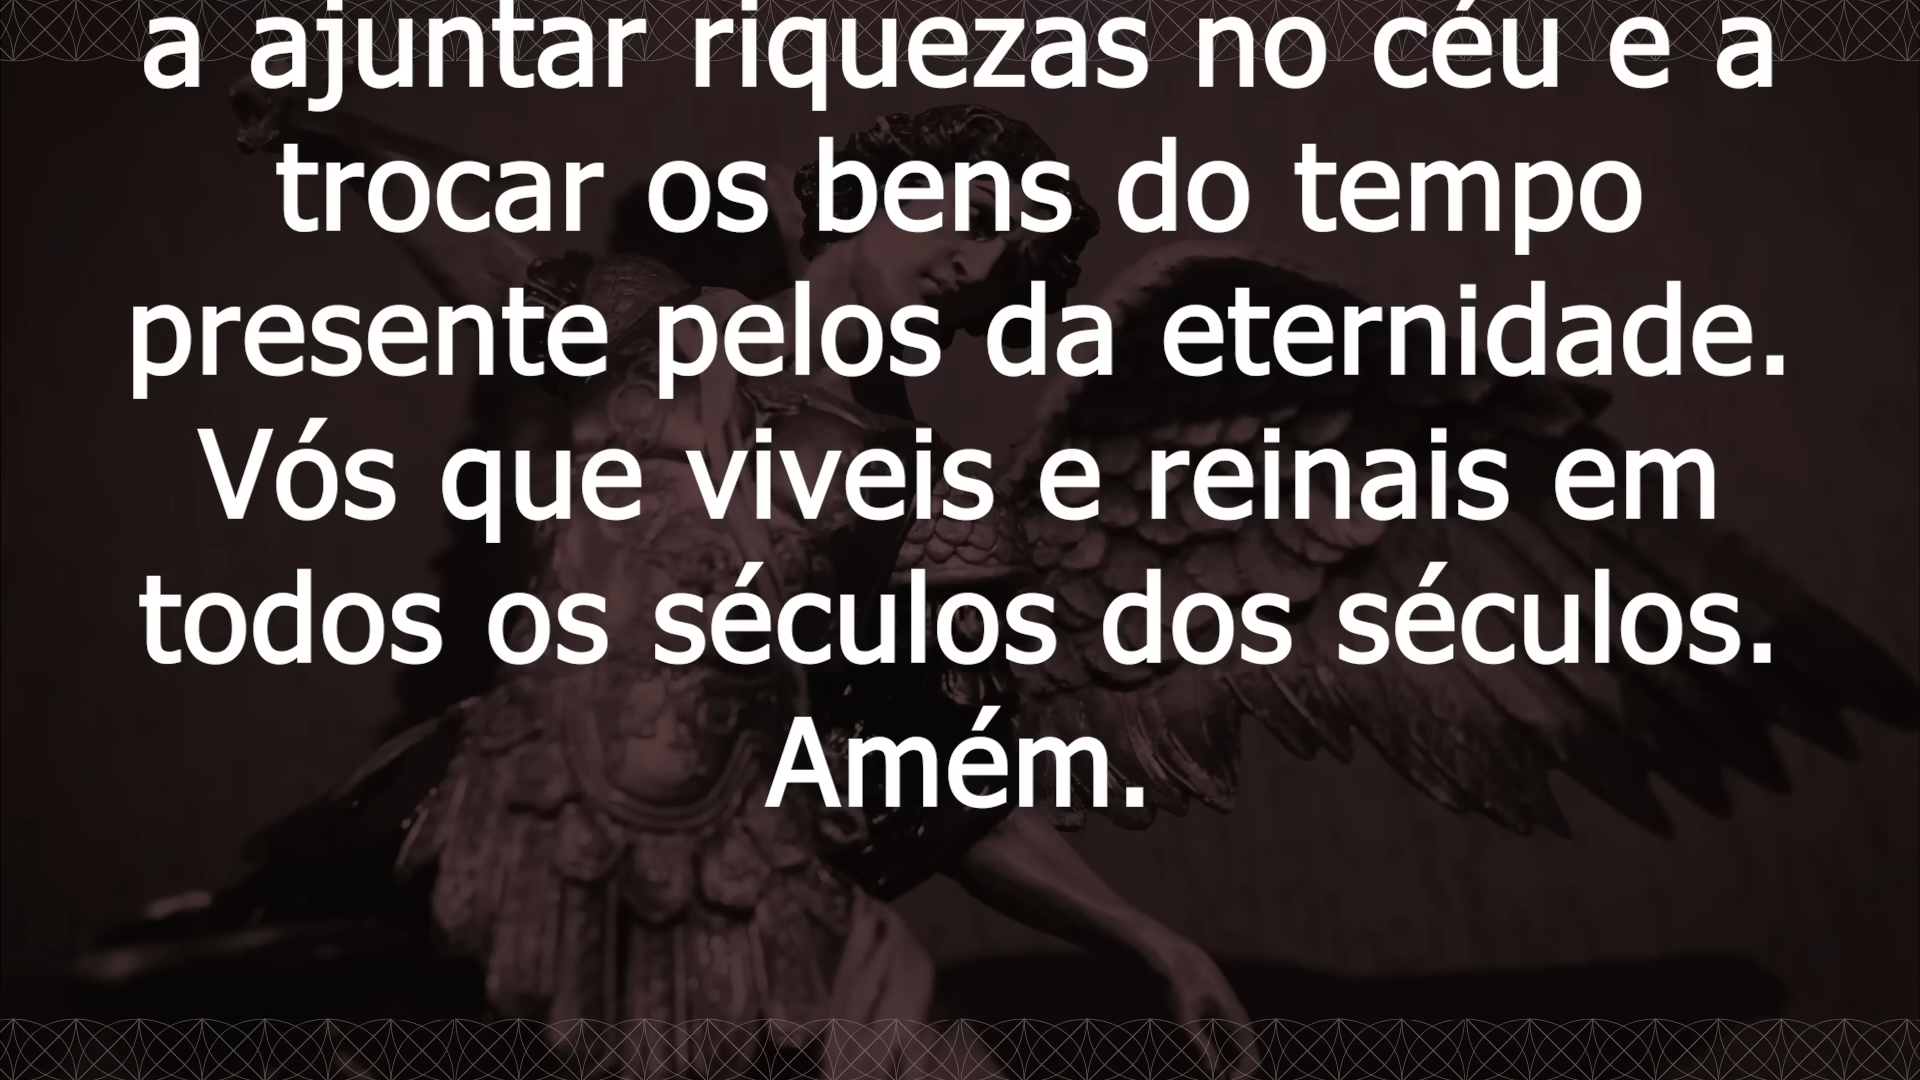 a ajuntar riquezas no céu e a
trocar os bens do tempo
presente pelos da eternidade.
Vós que viveis e reinais em
todos os séculos dos séculos.
Amém.